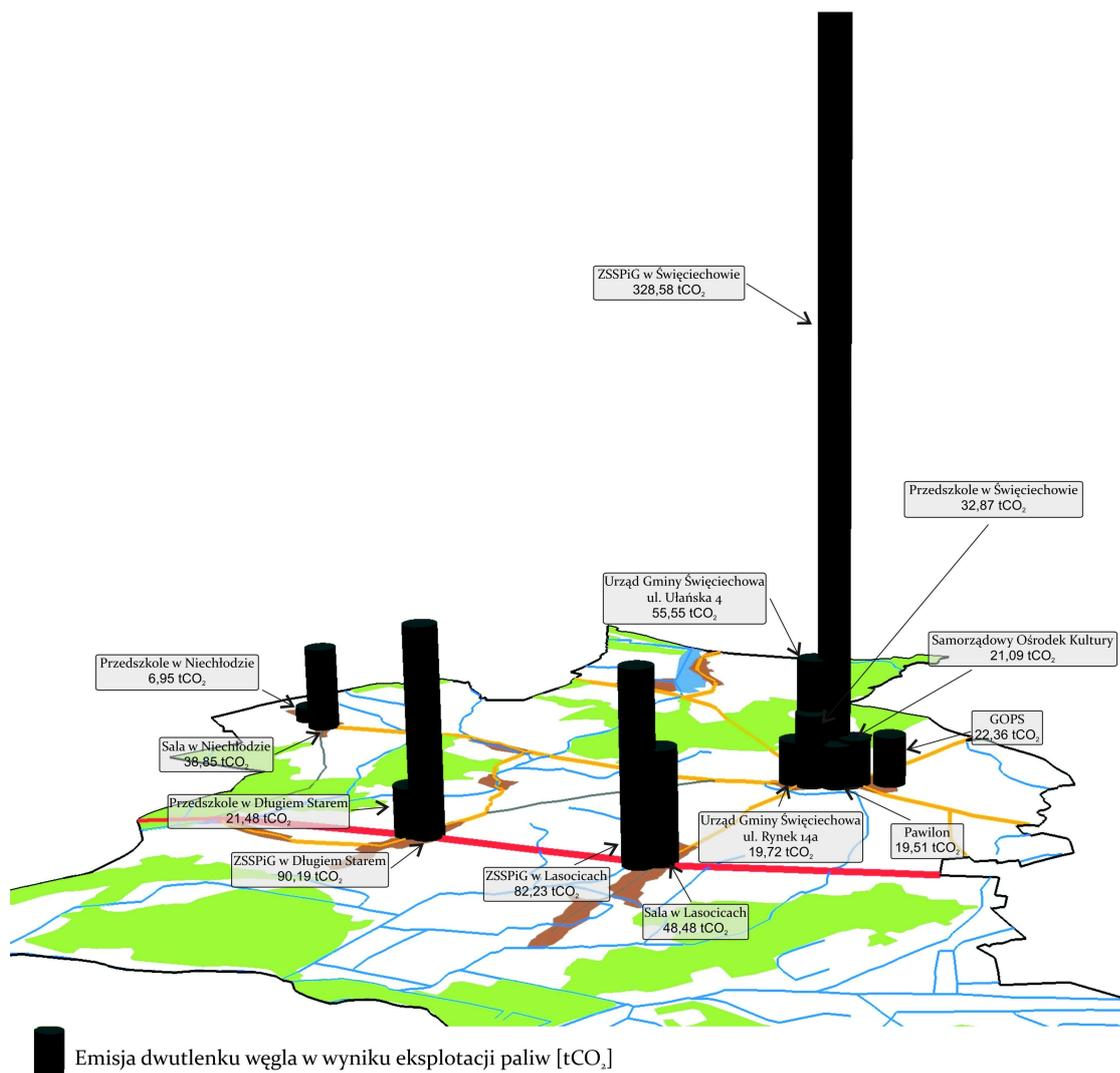 ZSSPiG w Święciechowie
328,58 tCO₂
Przedszkole w Święciechowie
32,87 tCO₂
Urząd Gminy Święciechowa
ul. Ułańska 4
55,55 tCO₂
Samorządowy Ośrodek Kultury
21,09 tCO₂
Przedszkole w Niechłodzie
6,95 tCO₂
GOPS
22,36 tCO₂
Sala w Niechłodzie
38,85 tCO₂
Przedszkole w Długiem Starem
21,48 tCO₂
Urząd Gminy Święciechowa
ul. Rynek 14a
19,72 tCO₂
Pawilon
19,51 tCO₂
ZSSPiG w Długiem Starem
90,19 tCO₂
ZSSPiG w Lasocicach
82,23 tCO₂
Sala w Lasocicach
48,48 tCO₂
Emisja dwutlenku węgla w wyniku eksplotacji paliw [tCO₂]